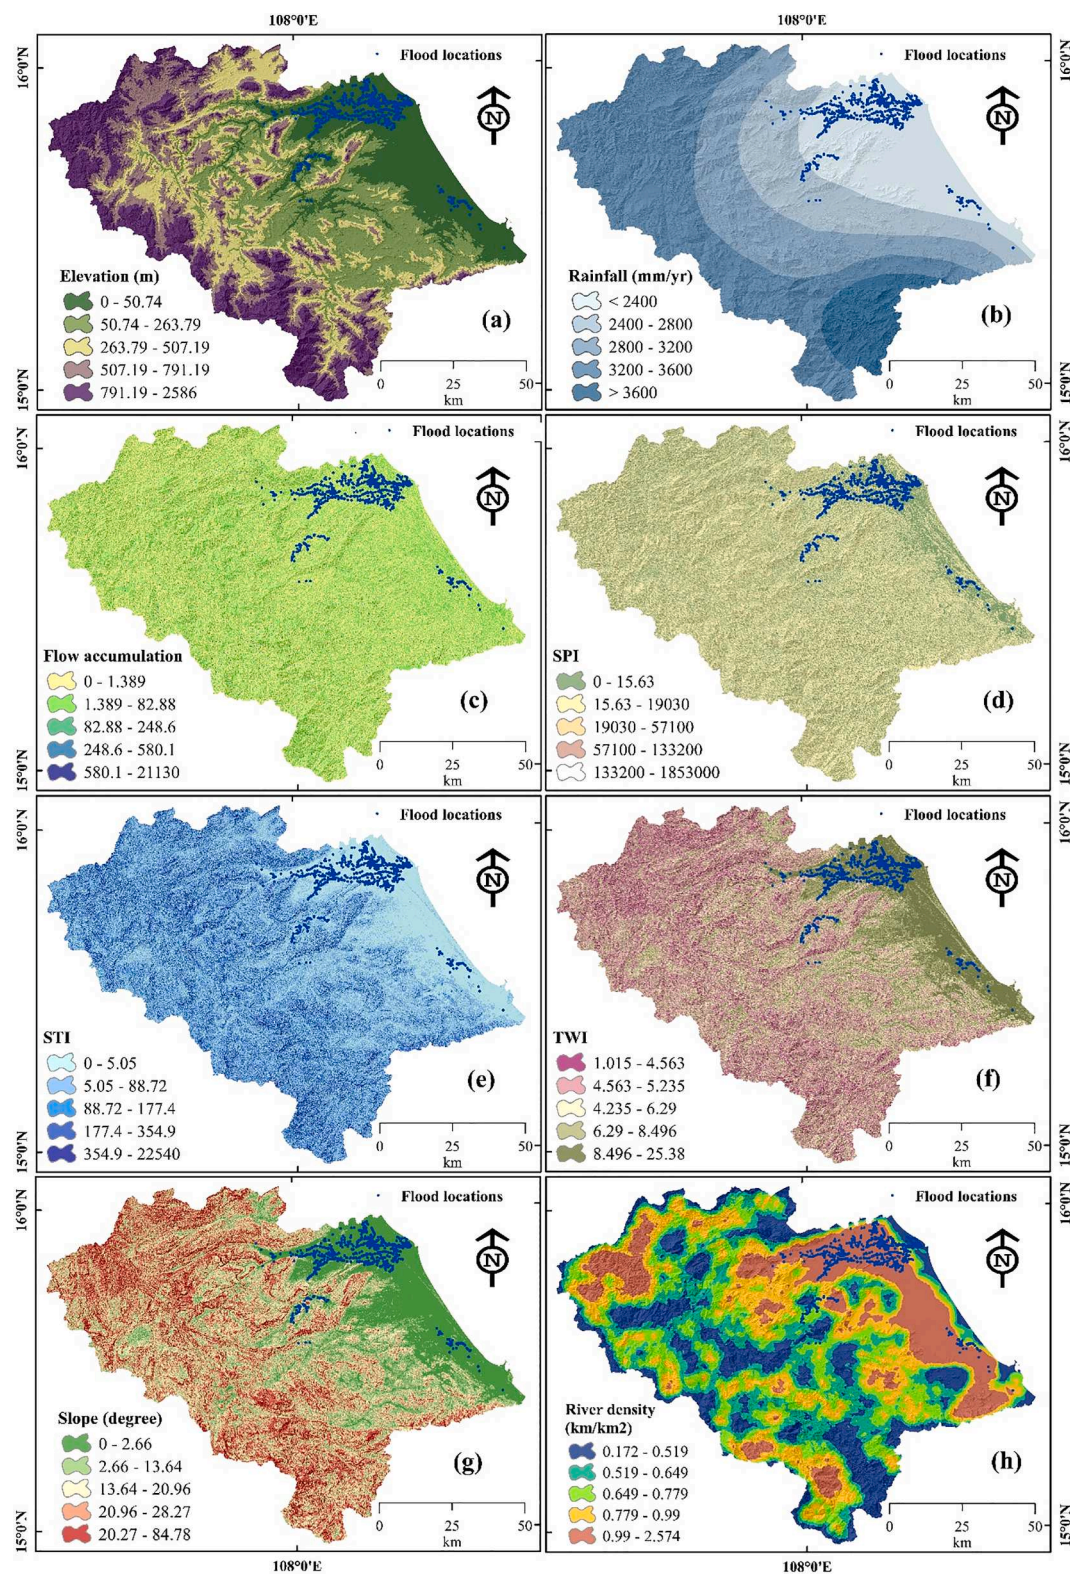 108°0'E
108°0'E
16°0'N
15°0'N
Flood locations
N
Elevation (m)
0 - 50.74
50.74 - 263.79
263.79 - 507.19
507.19 - 791.19
791.19 - 2586
(a)
0 25 50
km
Flood locations
N
Rainfall (mm/yr)
< 2400
2400 - 2800
2800 - 3200
3200 - 3600
> 3600
(b)
0 25 50
km
16°0'N
15°0'N
16°0'N
15°0'N
Flood locations
N
Flow accumulation
0 - 1.389
1.389 - 82.88
82.88 - 248.6
248.6 - 580.1
580.1 - 21130
(c)
0 25 50
km
Flood locations
N
SPI
0 - 15.63
15.63 - 19030
19030 - 57100
57100 - 133200
133200 - 1853000
(d)
0 25 50
km
16°0'N
15°0'N
16°0'N
15°0'N
Flood locations
N
STI
0 - 5.05
5.05 - 88.72
88.72 - 177.4
177.4 - 354.9
354.9 - 22540
(e)
0 25 50
km
Flood locations
N
TWI
1.015 - 4.563
4.563 - 5.235
4.235 - 6.29
6.29 - 8.496
8.496 - 25.38
(f)
0 25 50
km
16°0'N
15°0'N
16°0'N
15°0'N
Flood locations
N
Slope (degree)
0 - 2.66
2.66 - 13.64
13.64 - 20.96
20.96 - 28.27
20.27 - 84.78
(g)
0 25 50
km
Flood locations
N
River density
(km/km2)
0.172 - 0.519
0.519 - 0.649
0.649 - 0.779
0.779 - 0.99
0.99 - 2.574
(h)
0 25 50
km
16°0'N
15°0'N
108°0'E
108°0'E